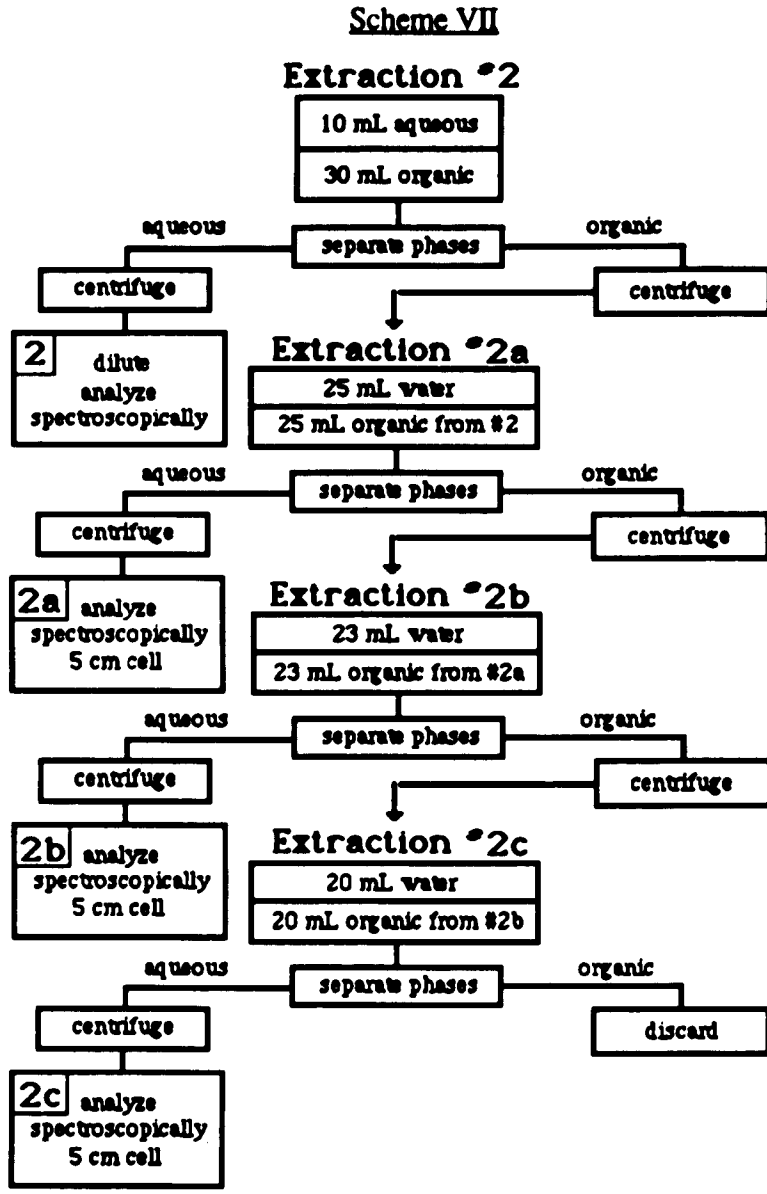 Scheme VII
Extraction #2
10 mL aqueous
30 mL organic
aqueous
separate phases
organic
centrifuge
centrifuge
2
dilute
analyze
spectroscopically
Extraction #2a
25 mL water
25 mL organic from #2
aqueous
separate phases
organic
centrifuge
centrifuge
2a analyze
spectroscopically
5 cm cell
Extraction #2b
23 mL water
23 mL organic from #2a
aqueous
separate phases
organic
centrifuge
centrifuge
2b analyze
spectroscopically
5 cm cell
Extraction #2c
20 mL water
20 mL organic from #2b
aqueous
separate phases
organic
centrifuge
discard
2c analyze
spectroscopically
5 cm cell